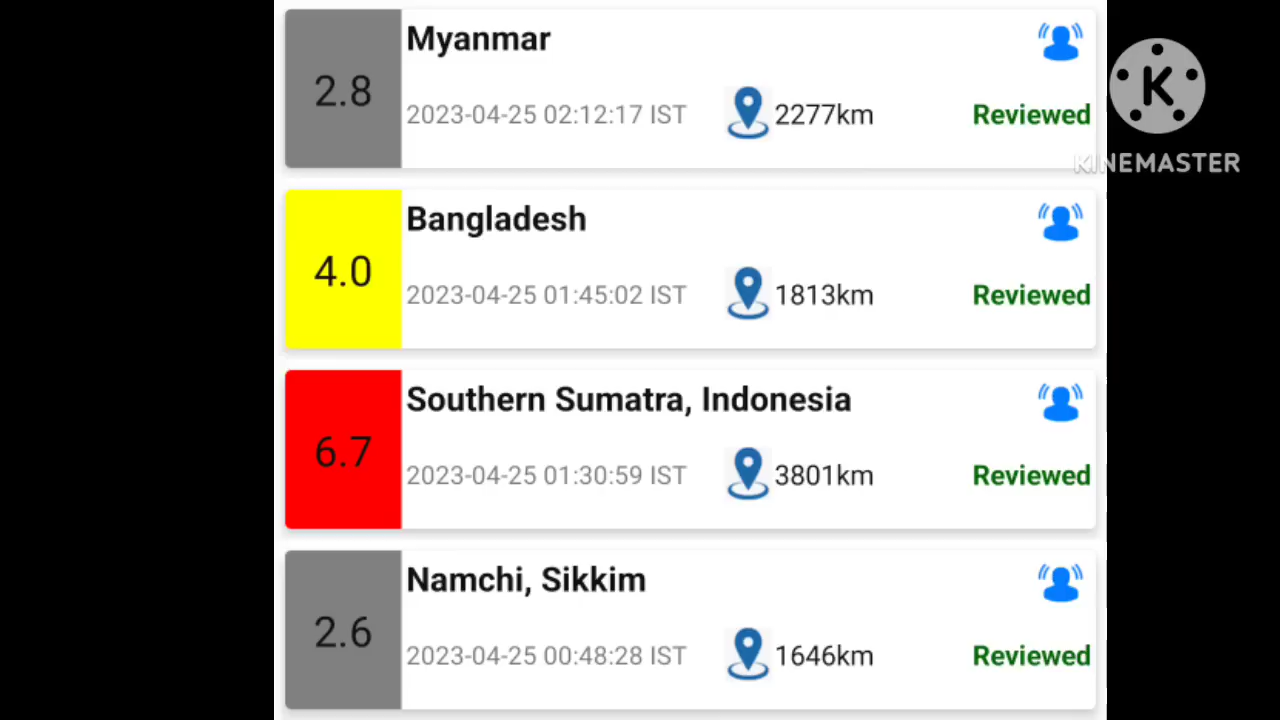 Myanmar
2.8
2023-04-25 02:12:17 IST 2277km Reviewed
K
KINEMASTER
Bangladesh
4.0
2023-04-25 01:45:02 IST 1813km Reviewed
Southern Sumatra, Indonesia
6.7
2023-04-25 01:30:59 IST 3801km Reviewed
Namchi, Sikkim
2.6
2023-04-25 00:48:28 IST 1646km Reviewed